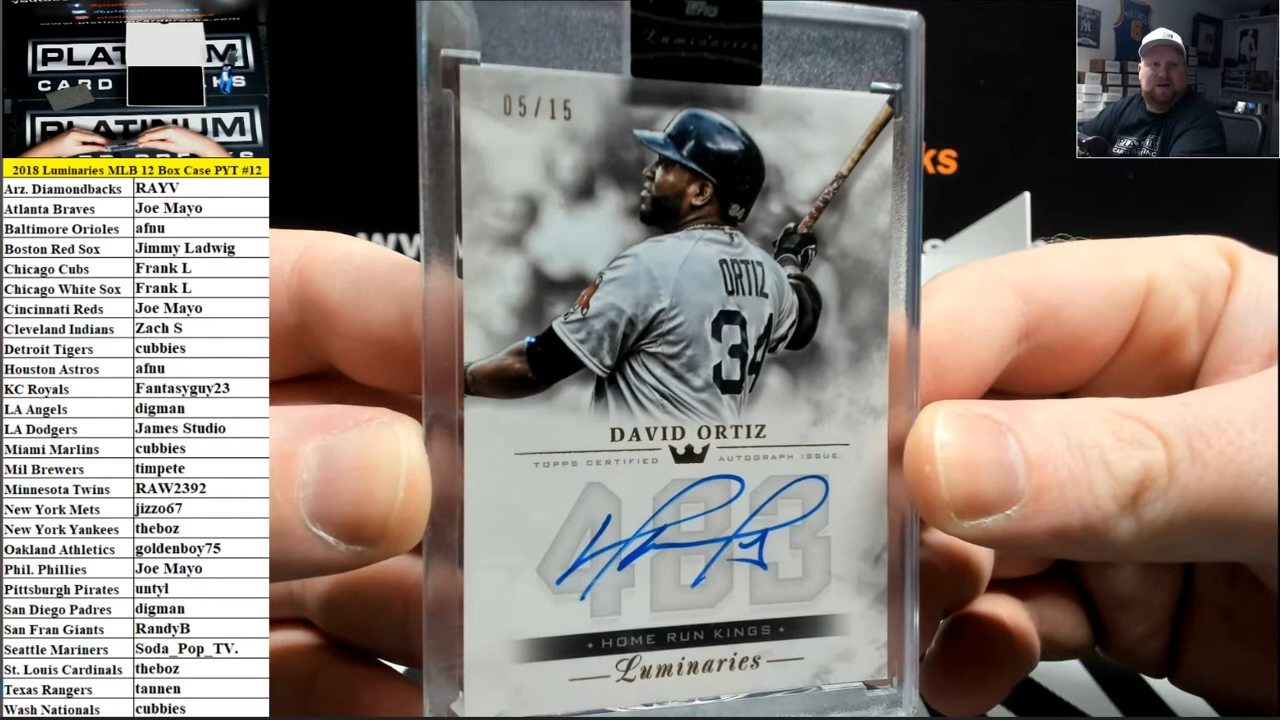 PLATINUM
CARD BREAKS
PLATINUM
2018 Luminaries MLB 12 Box Case PYT #12
Arz. Diamondbacks RAYV
Atlanta Braves Joe Mayo
Baltimore Orioles afnu
Boston Red Sox Jimmy Ladwig
Chicago Cubs Frank L
Chicago White Sox Frank L
Cincinnati Reds Joe Mayo
Cleveland Indians Zach S
Detroit Tigers cubbies
Houston Astros afnu
KC Royals Fantasyguy23
LA Angels digman
LA Dodgers James Studio
Miami Marlins cubbies
Mil Brewers timpete
Minnesota Twins RAW2392
New York Mets jizzo67
New York Yankees theboz
Oakland Athletics goldenboy75
Phil. Phillies Joe Mayo
Pittsburgh Pirates untyl
San Diego Padres digman
San Fran Giants RandyB
Seattle Mariners Soda_Pop_TV.
St. Louis Cardinals theboz
Texas Rangers tannen
Wash Nationals cubbies
Topps
Luminaries
05/15
34
ORTIZ
34
DAVID ORTIZ
TOPPS CERTIFIED AUTOGRAPH ISSUE
483
HOME RUN KINGS
Luminaries
ks